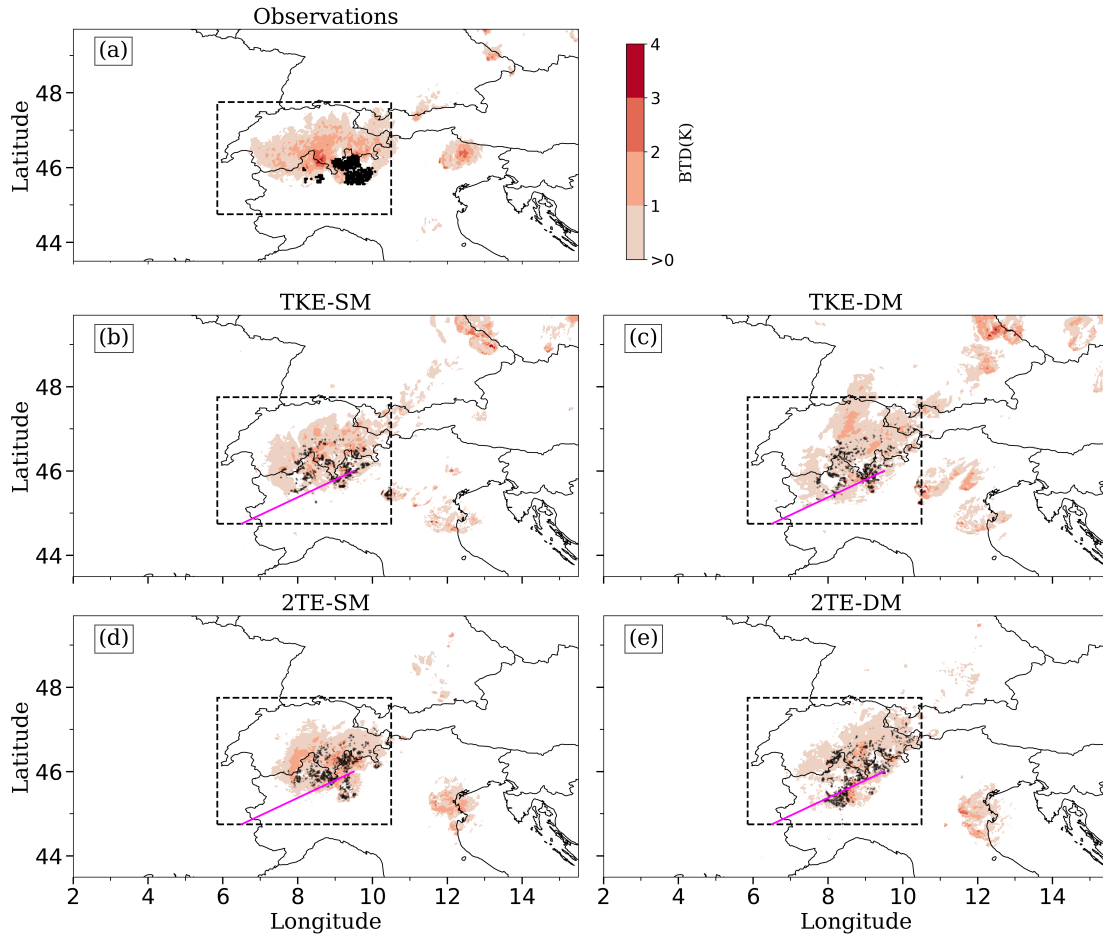 Observations
(a)
48
46
44
Latitude
4
3
2
1
>0
BTD(K)
TKE-SM
TKE-DM
(b)
(c)
48
46
44
Latitude
2TE-SM
2TE-DM
(d)
(e)
48
46
44
Latitude
2 4 6 8 10 12 14
2 4 6 8 10 12 14
Longitude
Longitude